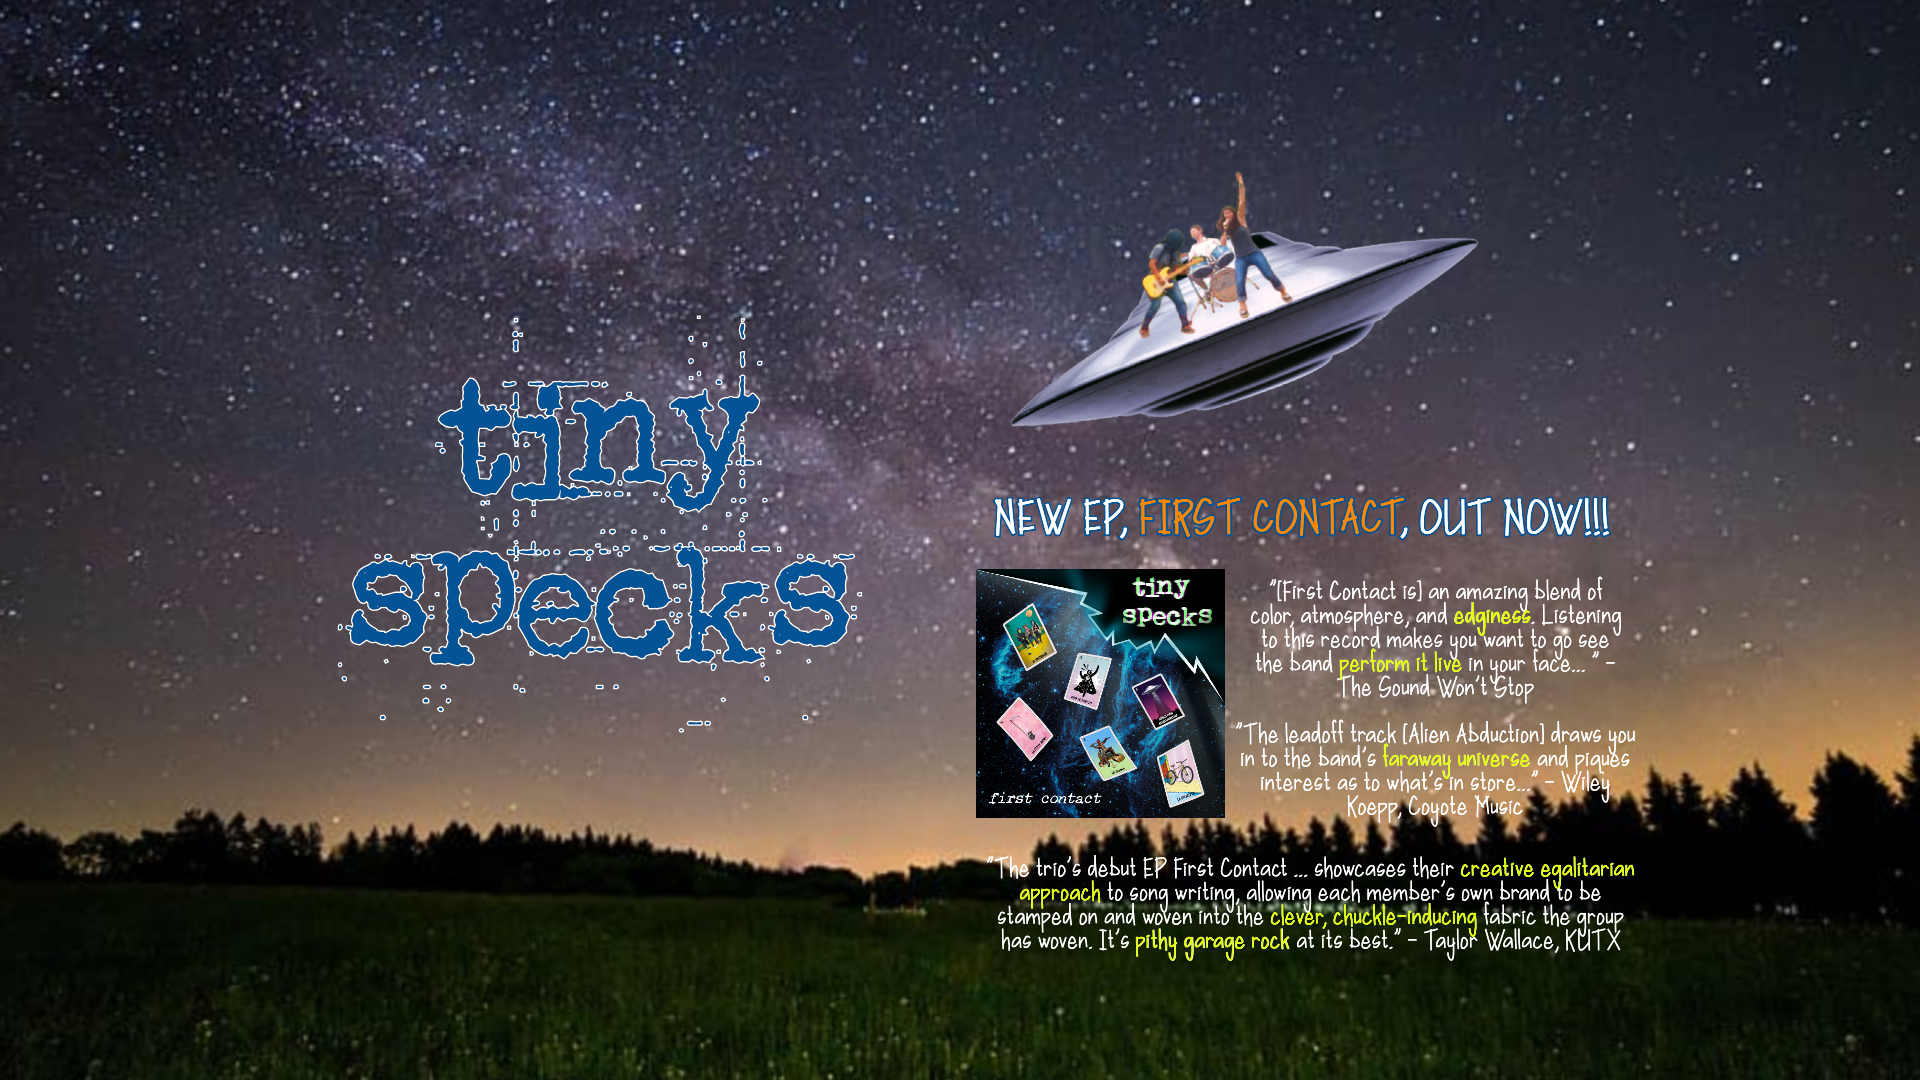 tiny
specks
NEW EP, FIRST CONTACT, OUT NOW!!!
tiny
specks
first contact
"[First Contact is] an amazing blend of
color, atmosphere, and edginess. Listening
to this record makes you want to go see
the band perform it live in your face... " -
The Sound Won't Stop
"The leadoff track [Alien Abduction] draws you
in to the band's faraway universe and piques
interest as to what's in store..." - Wiley
Koepp, Coyote Music
"The trio's debut EP First Contact ... showcases their creative egalitarian
approach to song writing, allowing each member's own brand to be
stamped on and woven into the clever, chuckle-inducing fabric the group
has woven. It's pithy garage rock at its best." - Taylor Wallace, KUTX